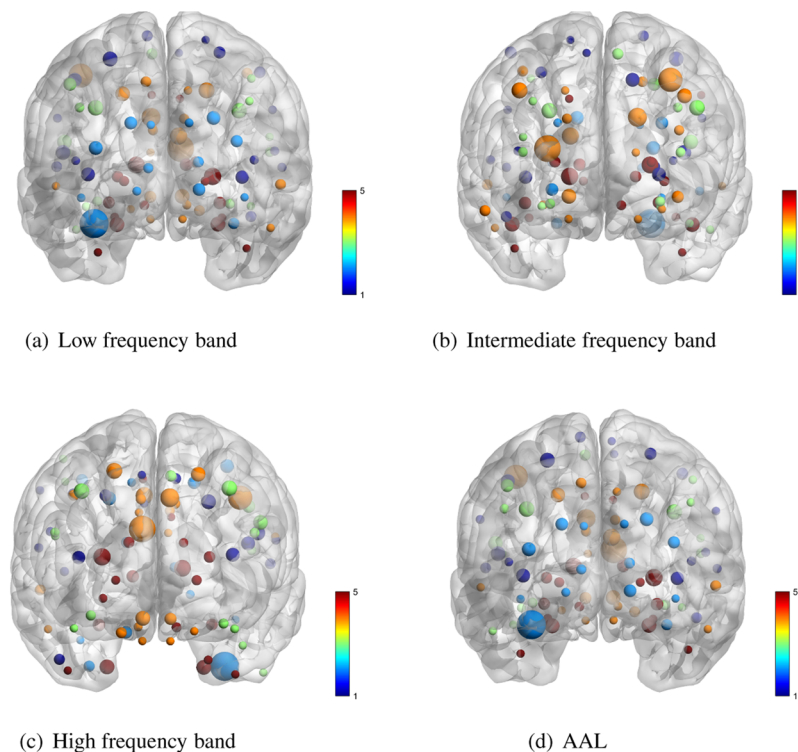 5
1
(a) Low frequency band
(b) Intermediate frequency band
5
1
5
1
(c) High frequency band
(d) AAL